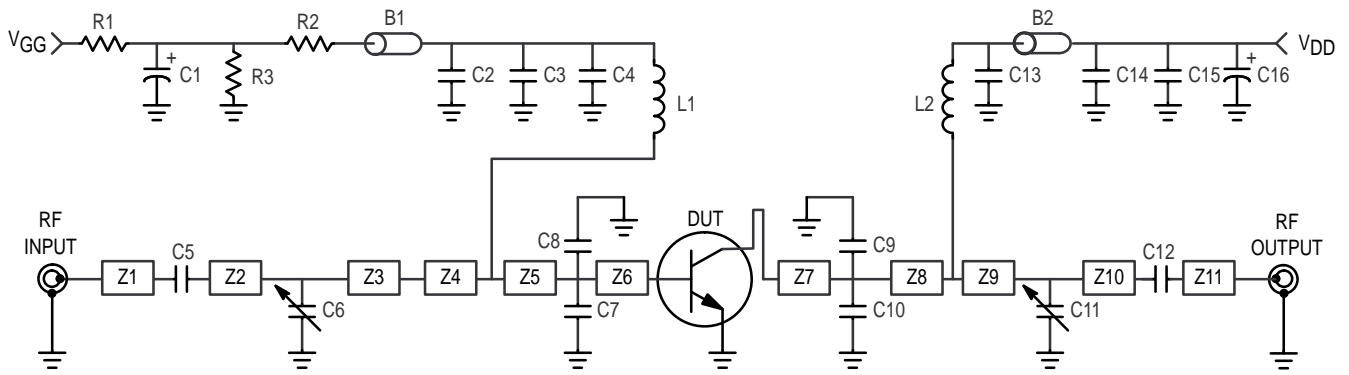 R1
R2
B1
B2
VGG
VDD
+
C1
R3
C2
C3
C4
L1
L2
C13
C14
C15
+
C16
RF
INPUT
C5
C8
DUT
C9
C12
RF
OUTPUT
Z1
Z2
Z3
Z4
Z5
Z6
Z7
Z8
Z9
Z10
Z11
C6
C7
C10
C11